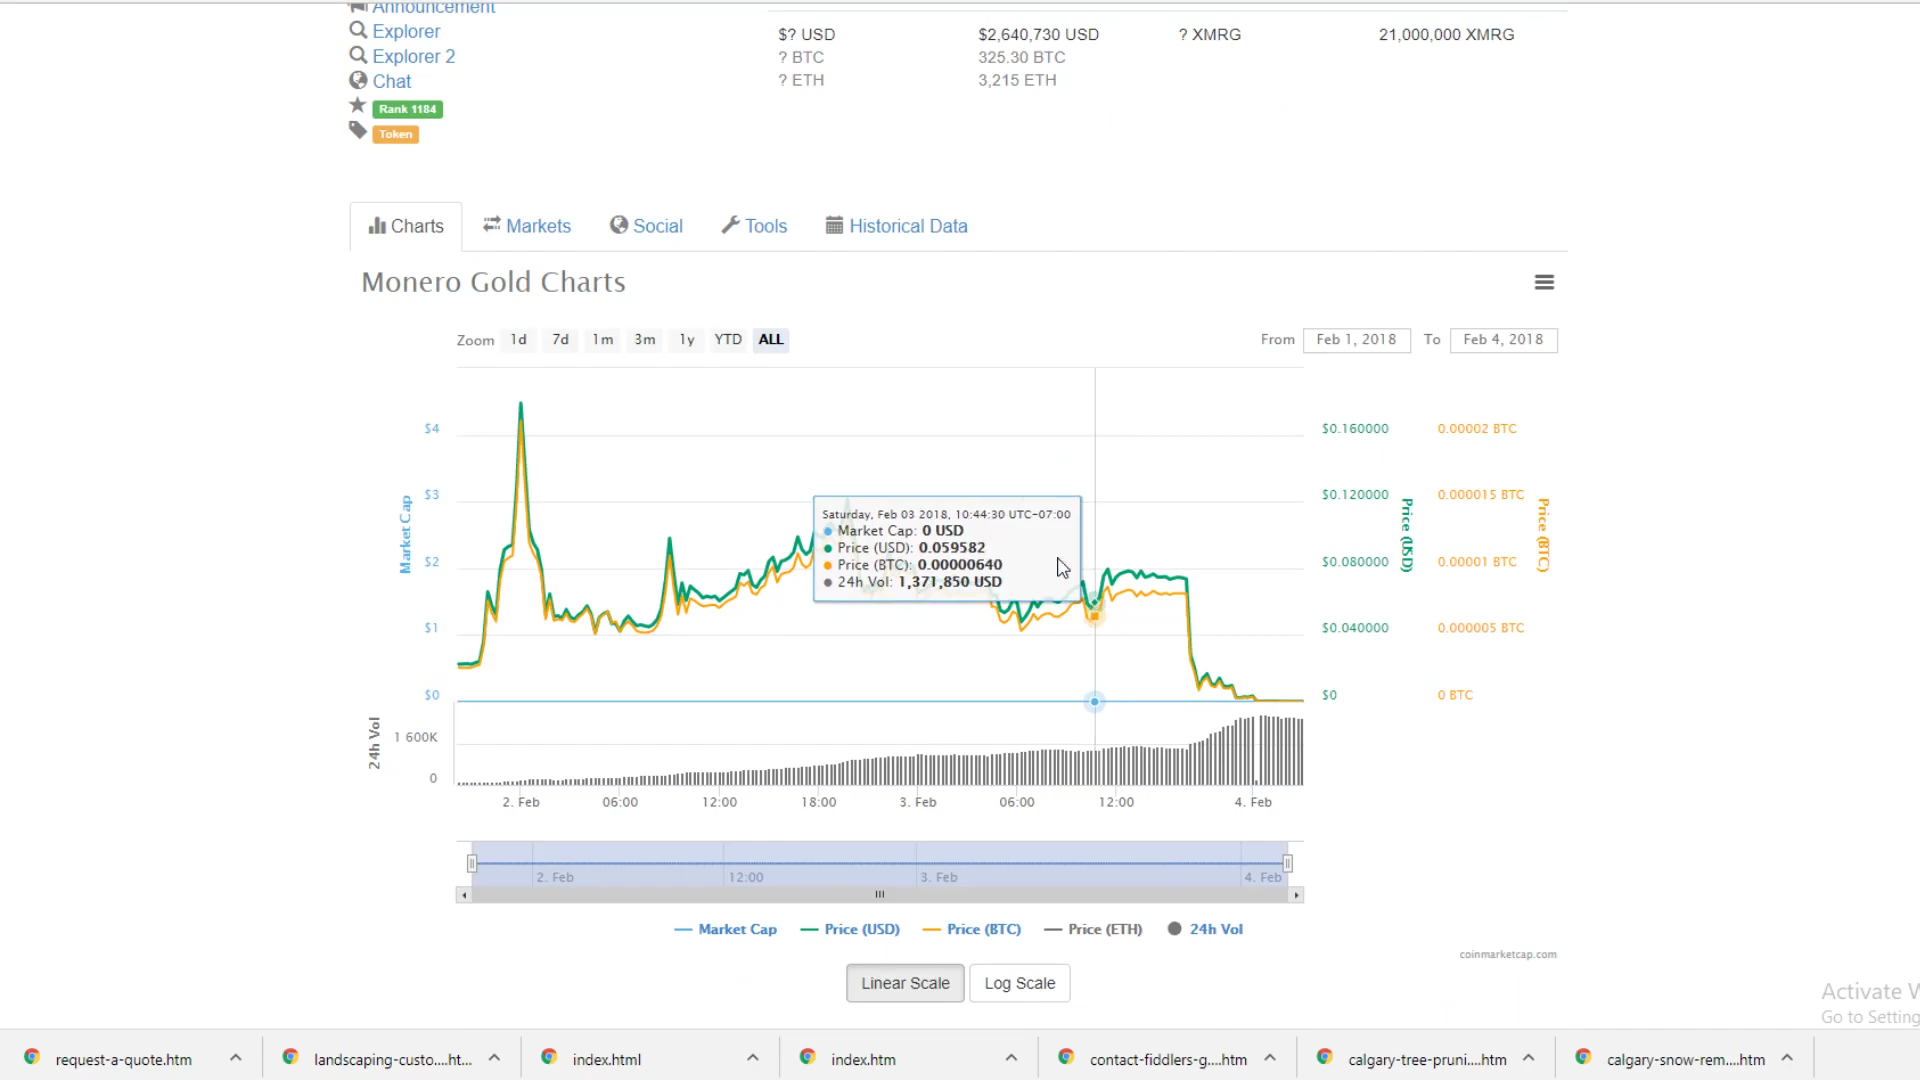 Announcement
Explorer
Explorer 2
Chat
Rank 1184
Token
$? USD
? BTC
? ETH
$2,640,730 USD
325.30 BTC
3,215 ETH
? XMRG
21,000,000 XMRG
Charts
Markets
Social
Tools
Historical Data
Monero Gold Charts
Zoom 1d 7d 1m 3m 1y YTD ALL
From Feb 1, 2018 To Feb 4, 2018
Market Cap
$4
$3
$2
$1
$0
24h Vol
1 600K
0
Saturday, Feb 03 2018, 10:44:30 UTC-07:00
Market Cap: 0 USD
Price (USD): 0.059582
Price (BTC): 0.00000640
24h Vol: 1,371,850 USD
$0.160000
$0.120000
$0.080000
$0.040000
$0
Price (USD)
0.00002 BTC
0.000015 BTC
0.00001 BTC
0.000005 BTC
0 BTC
Price (BTC)
2. Feb 06:00 12:00 18:00 3. Feb 06:00 12:00 4. Feb
2. Feb 12:00 3. Feb 4. Feb
Market Cap Price (USD) Price (BTC) Price (ETH) 24h Vol
coinmarketcap.com
Linear Scale
Log Scale
Activate W
Go to Setting
request-a-quote.htm
landscaping-custo....ht...
index.html
index.htm
contact-fiddlers-g....htm
calgary-tree-pruni....htm
calgary-snow-rem....htm